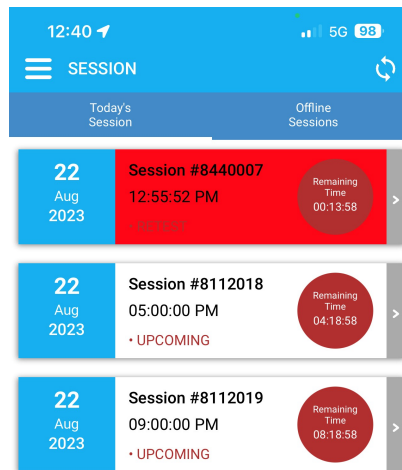 12:40
5G 98
SESSION
Today's
Session
Offline
Sessions
22
Aug
2023
Session #8440007
12:55:52 PM
• RETEST
Remaining
Time
00:13:58
22
Aug
2023
Session #8112018
05:00:00 PM
• UPCOMING
Remaining
Time
04:18:58
22
Aug
2023
Session #8112019
09:00:00 PM
• UPCOMING
Remaining
Time
08:18:58